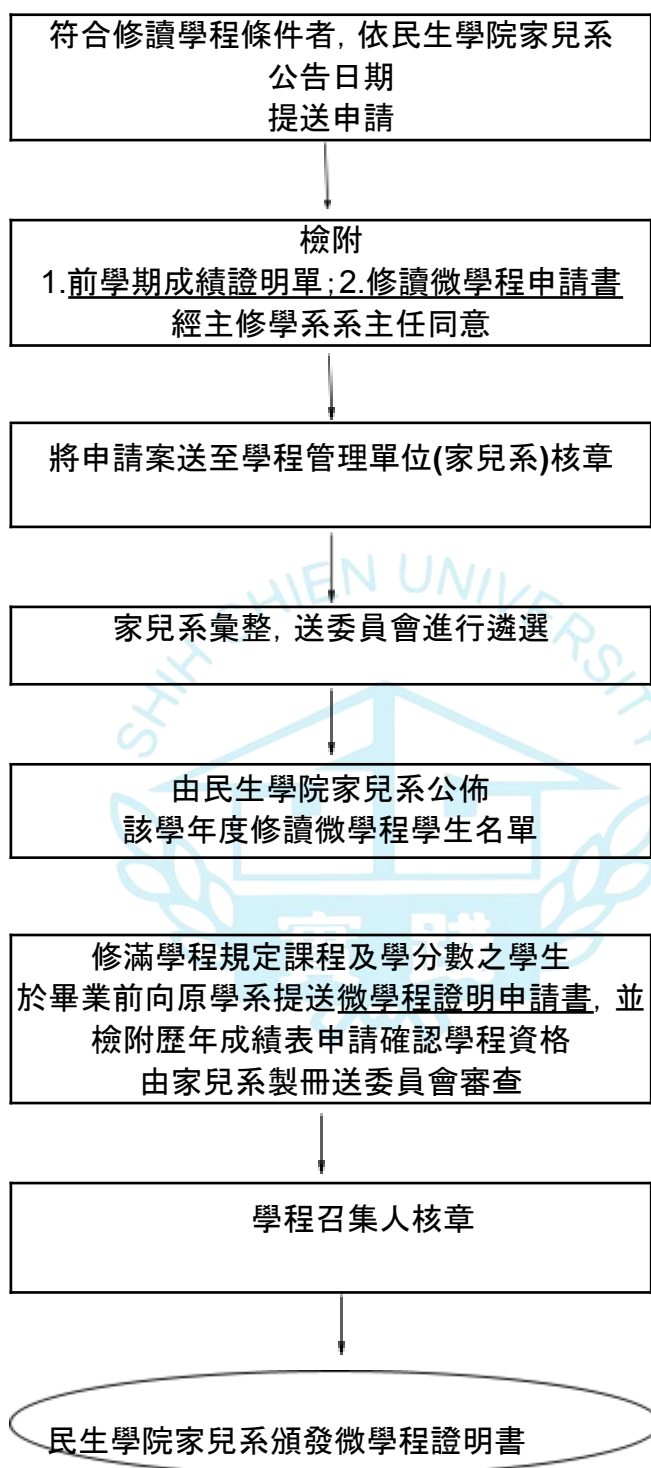 符合修讀學程條件者, 依民生學院家兒系
公告日期
提送申請
檢附
1.前學期成績證明單;2.修讀微學程申請書
經主修學系系主任同意
將申請案送至學程管理單位(家兒系)核章
家兒系彙整, 送委員會進行遴選
由民生學院家兒系公佈
該學年度修讀微學程學生名單
修滿學程規定課程及學分數之學生
於畢業前向原學系提送微學程證明申請書, 並
檢附歷年成績表申請確認學程資格
由家兒系製冊送委員會審查
學程召集人核章
民生學院家兒系頒發微學程證明書
SHIH CHIEN UNIVERSITY
實踐